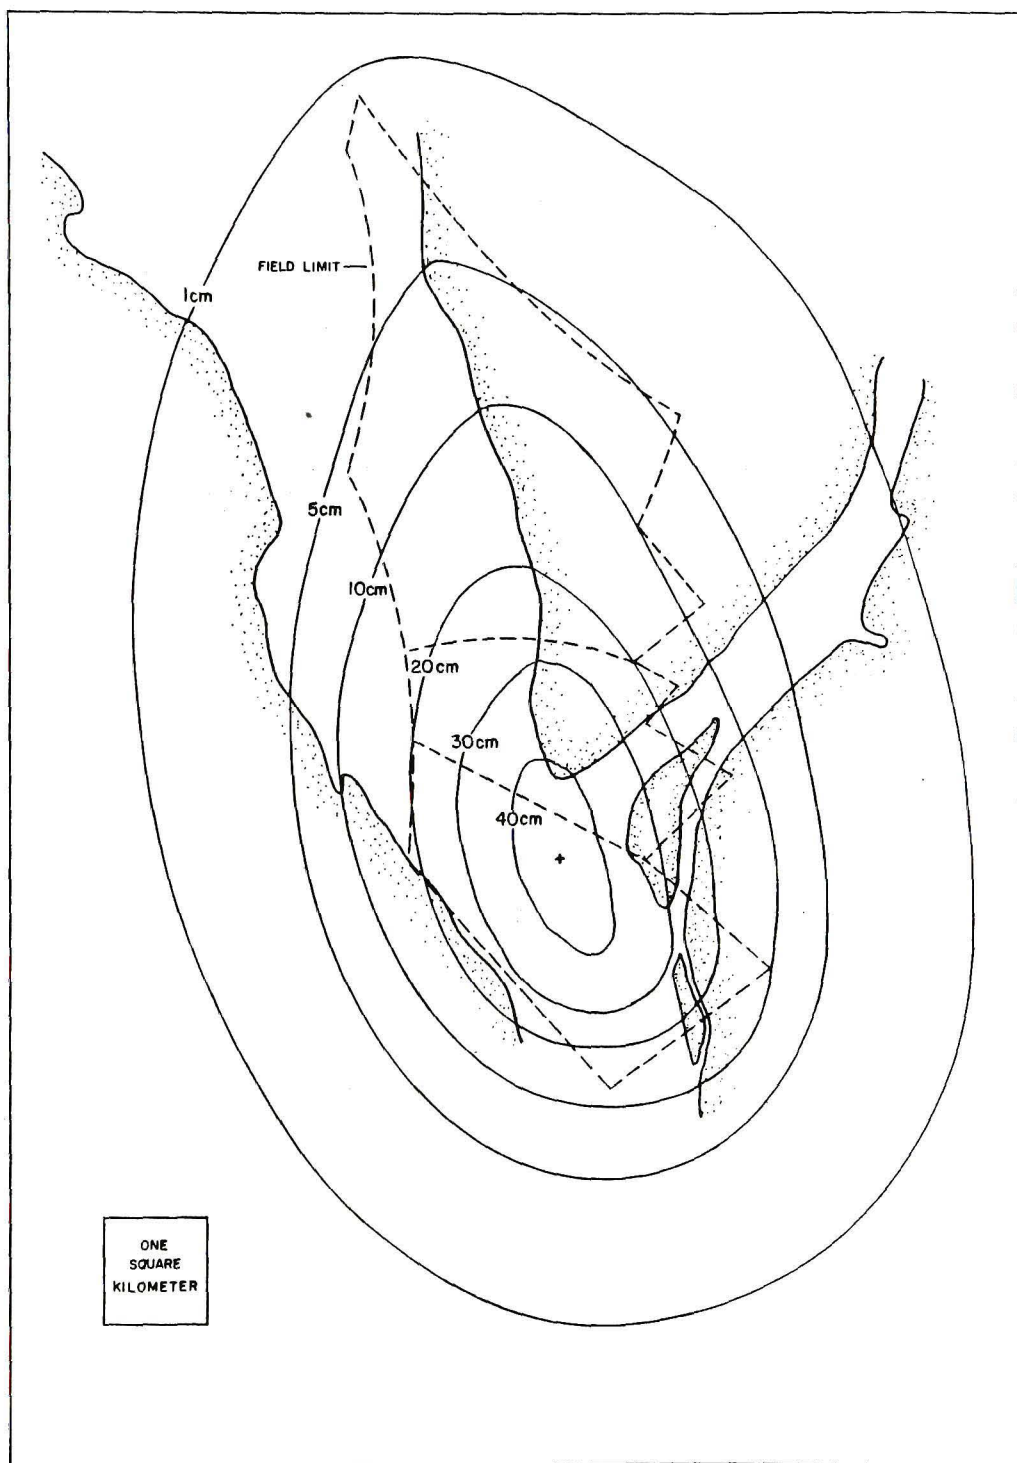 FIELD LIMIT
1cm
5cm
10cm
20cm
30cm
40cm
+
ONE
SQUARE
KILOMETER